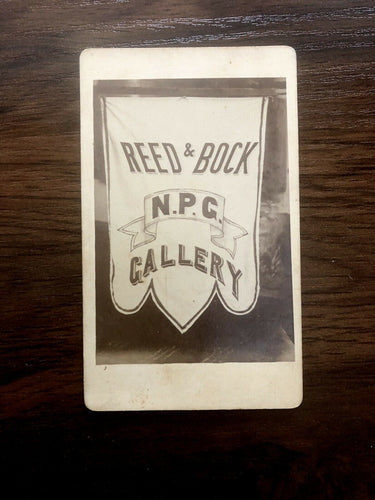 REED & BOCK
N.P.G.
GALLERY